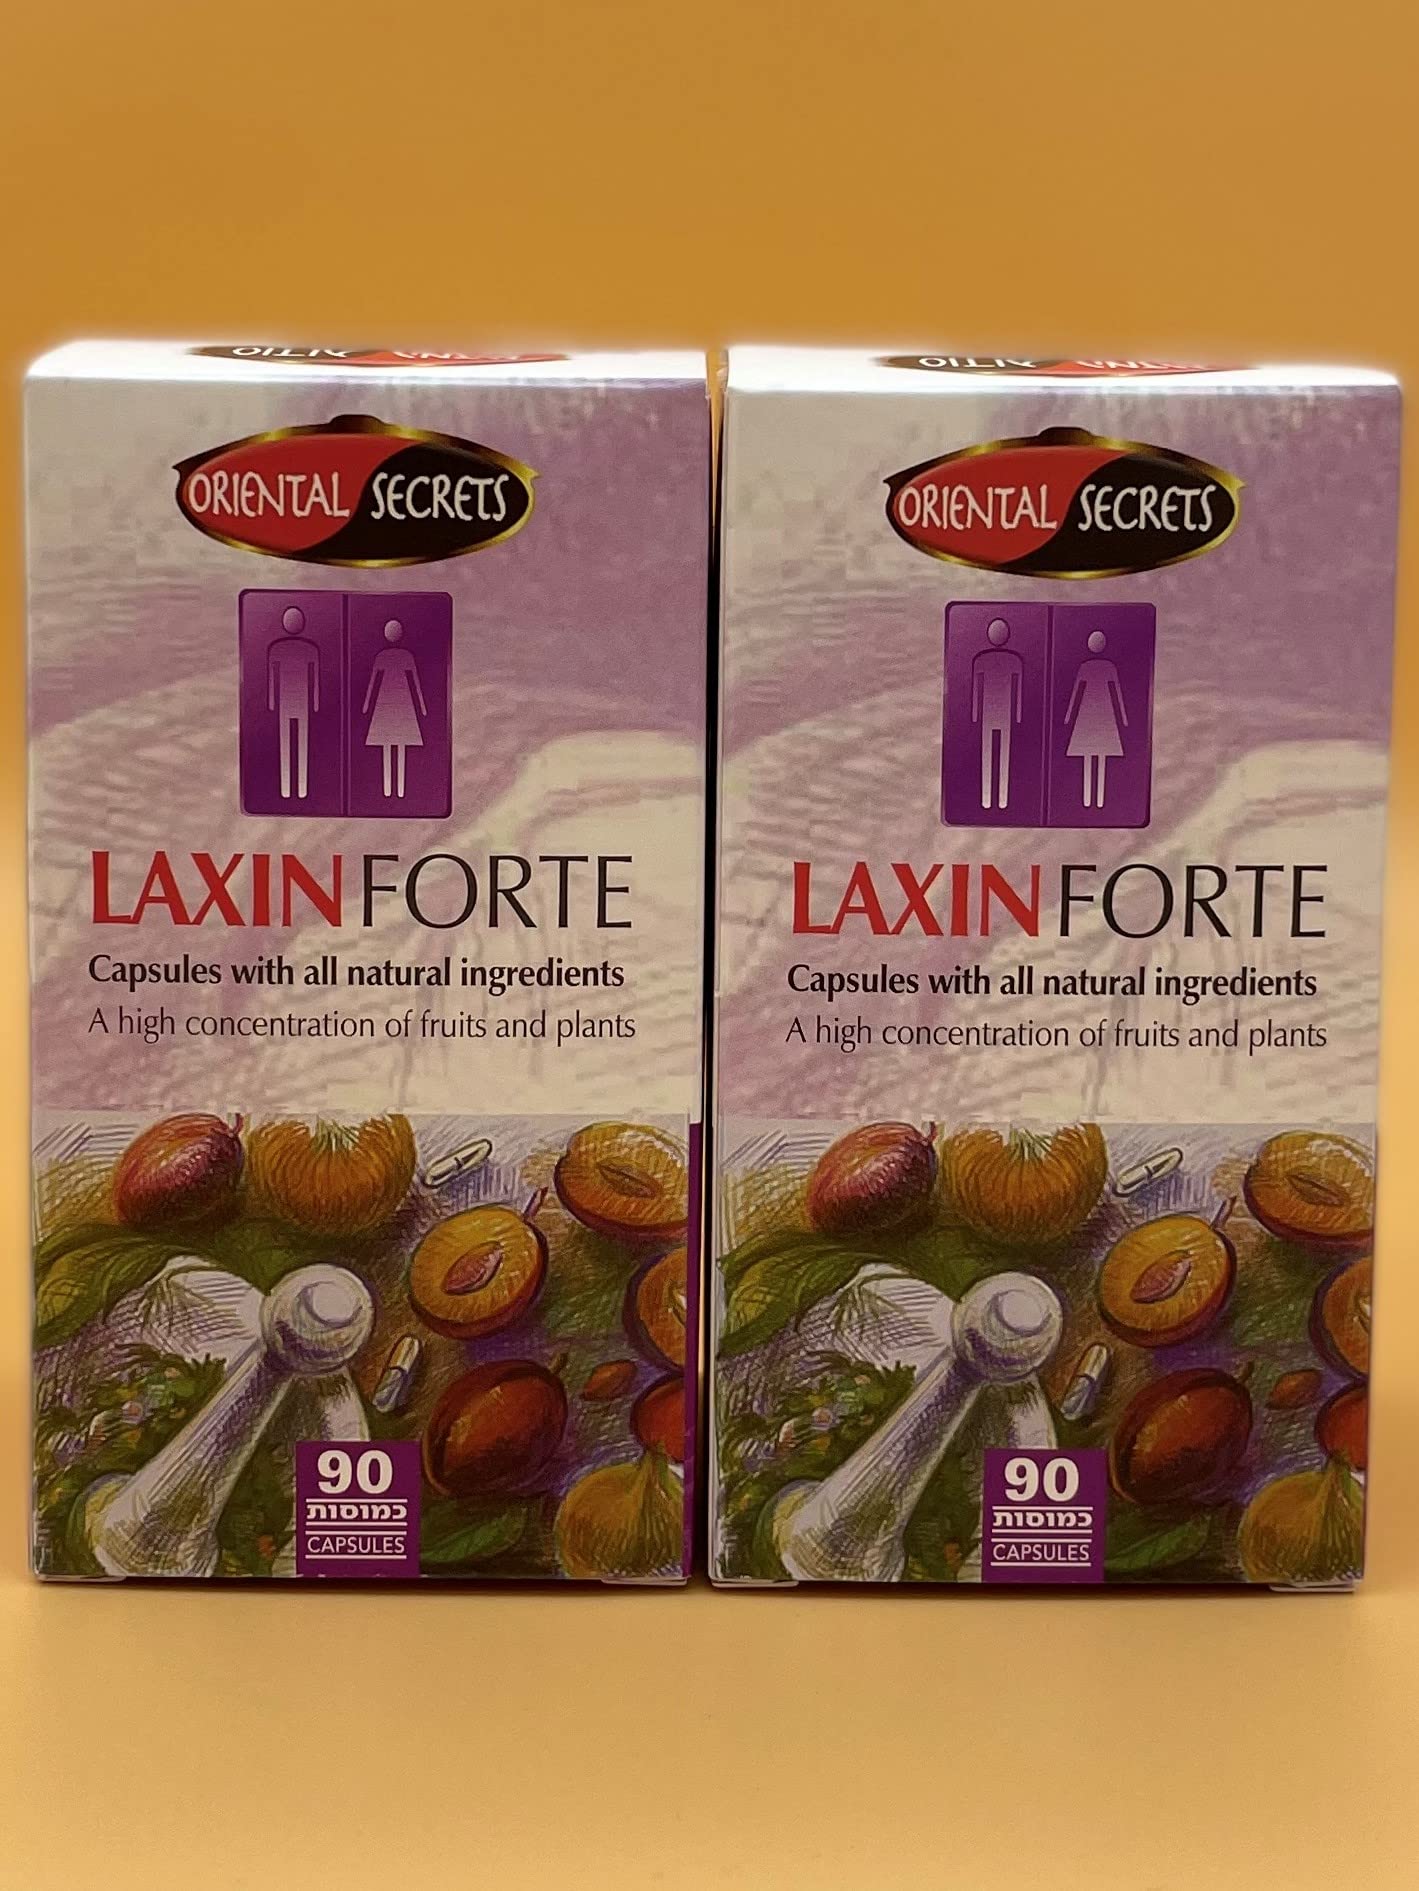 ORIENTAL SECRETS
LAXIN FORTE
Capsules with all natural ingredients
A high concentration of fruits and plants
90
כמוסות
CAPSULES
ORIENTAL SECRETS
LAXIN FORTE
Capsules with all natural ingredients
A high concentration of fruits and plants
90
כמוסות
CAPSULES